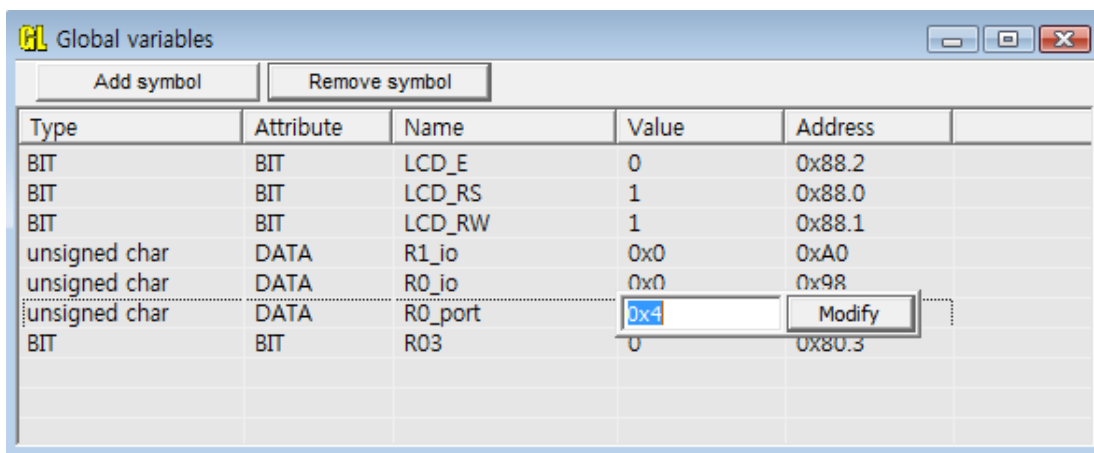 GL Global variables
Add symbol Remove symbol
Type Attribute Name Value Address
BIT BIT LCD_E 0 0x88.2
BIT BIT LCD_RS 1 0x88.0
BIT BIT LCD_RW 1 0x88.1
unsigned char DATA R1_io 0x0 0xA0
unsigned char DATA R0_io 0x0 0x98
unsigned char DATA R0_port 0x4 Modify
BIT BIT R03 0 0x80.3